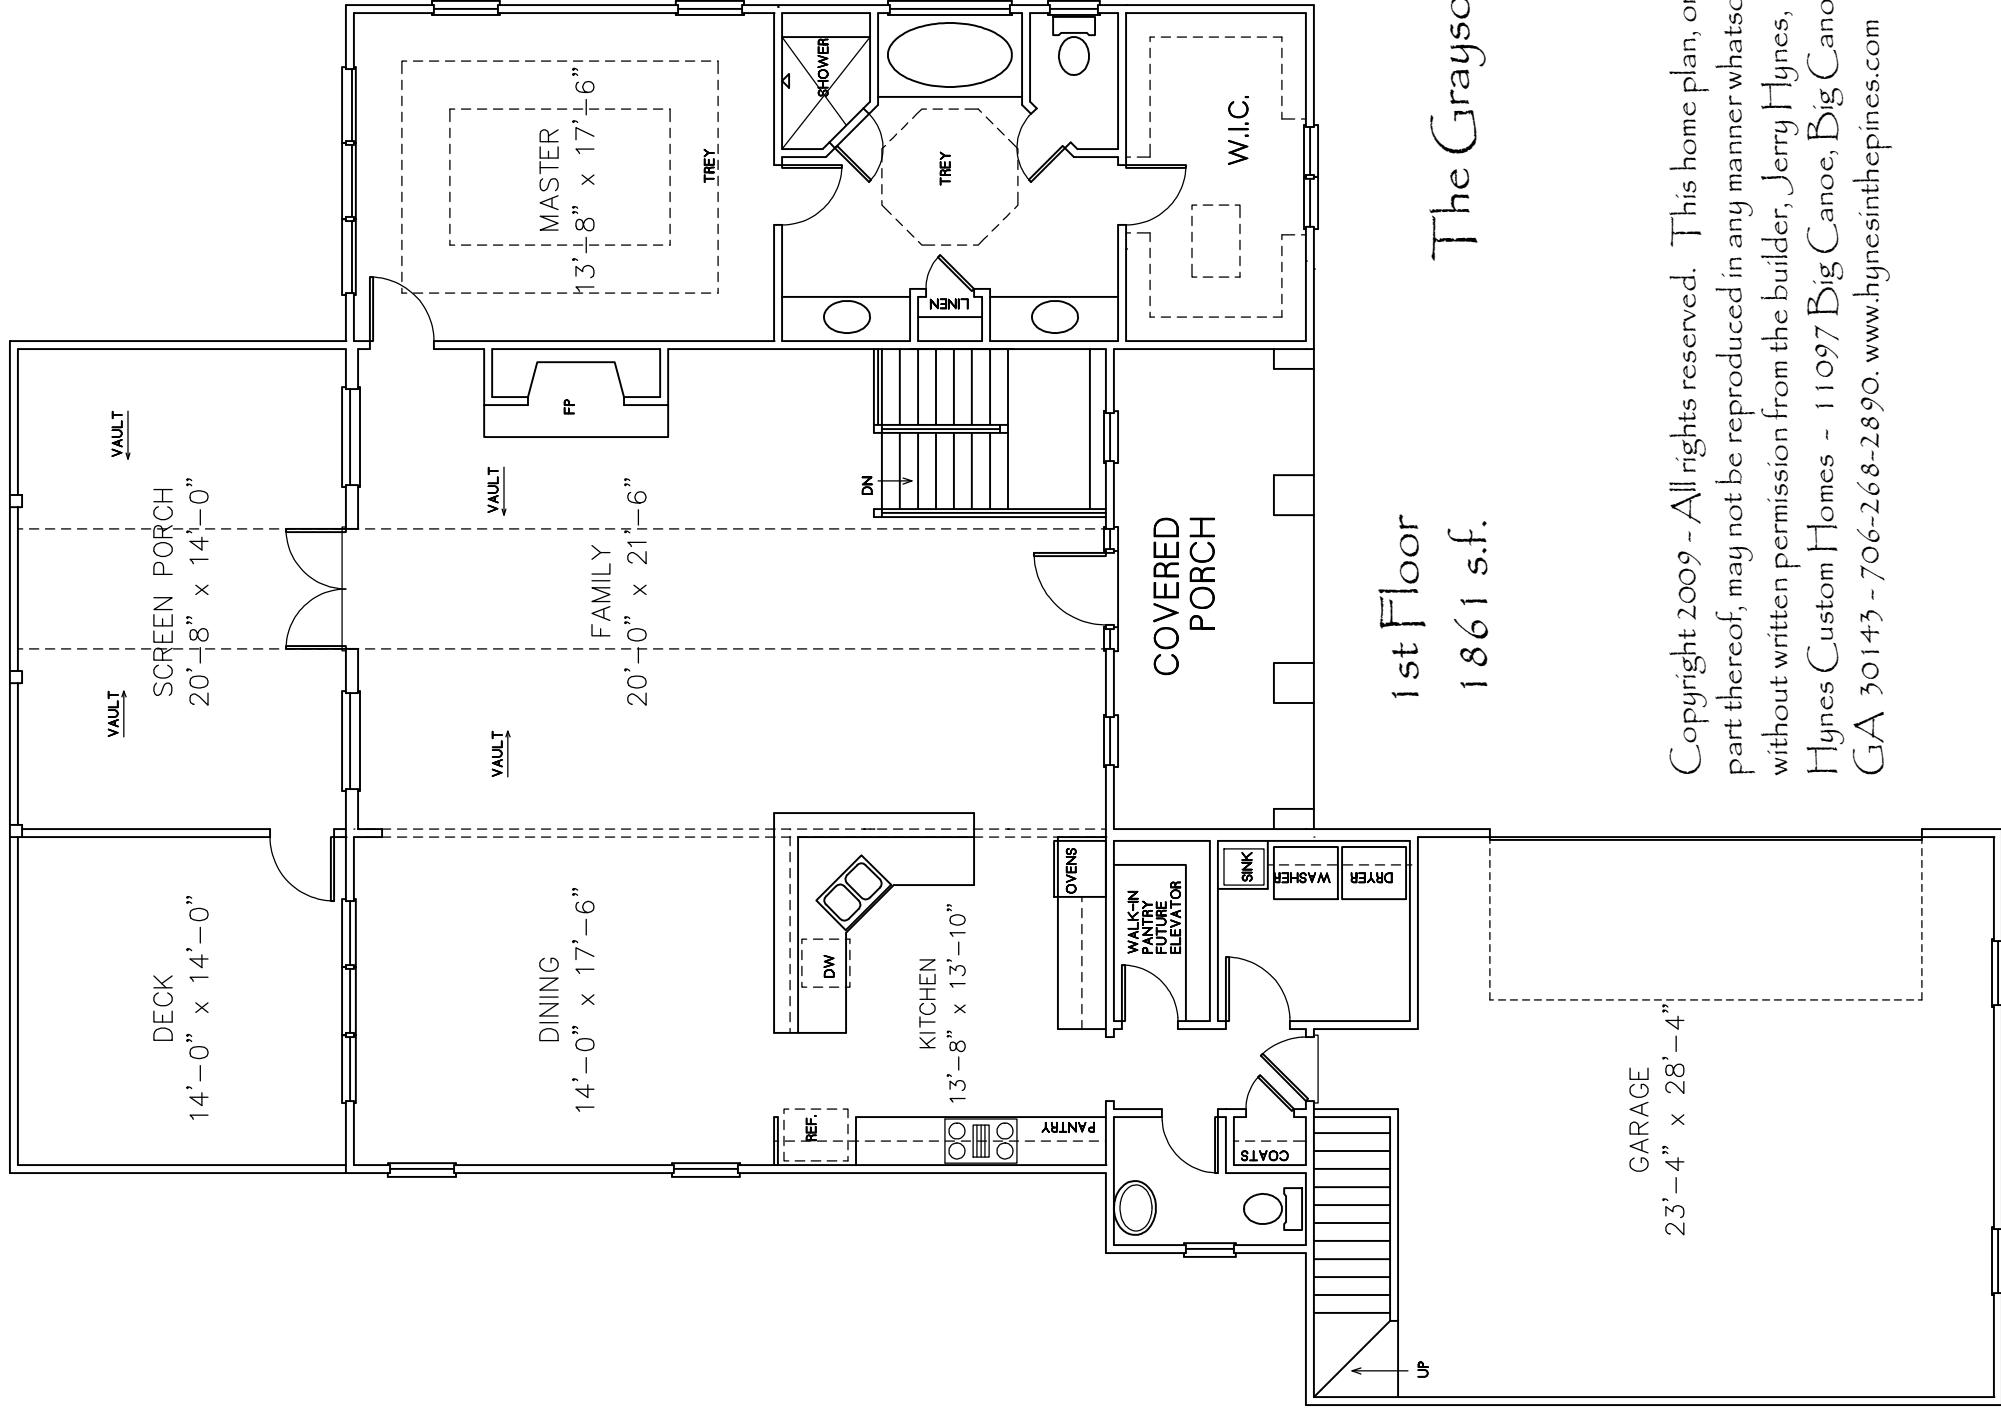 DECK
14'-0" x 14'-0"
SCREEN PORCH
20'-8" x 14'-0"
VAULT
VAULT
DINING
14'-0" x 17'-6"
FAMILY
20'-0" x 21'-6"
VAULT
VAULT
FP
MASTER
13'-8" x 17'-6"
TREY
REF.
DW
KITCHEN
13'-8" x 13'-10"
PANTRY
OVENS
DN
SHOWER
TREY
LINEN
W.I.C.
COATS
WALK-IN
PANTRY
FUTURE
ELEVATOR
SINK
WASHER
DRYER
COVERED
PORCH
UP
GARAGE
23'-4" x 28'-4"
1st Floor
1861 s.f.
The Grayso
Copyright 2009 - All rights reserved. This home plan, or
part thereof, may not be reproduced in any manner whatso
without written permission from the builder, Jerry Hynes,
Hynes Custom Homes - 11097 Big Canoe, Big Cano
GA 30143 - 706-268-2890. www.hynesinthepines.com